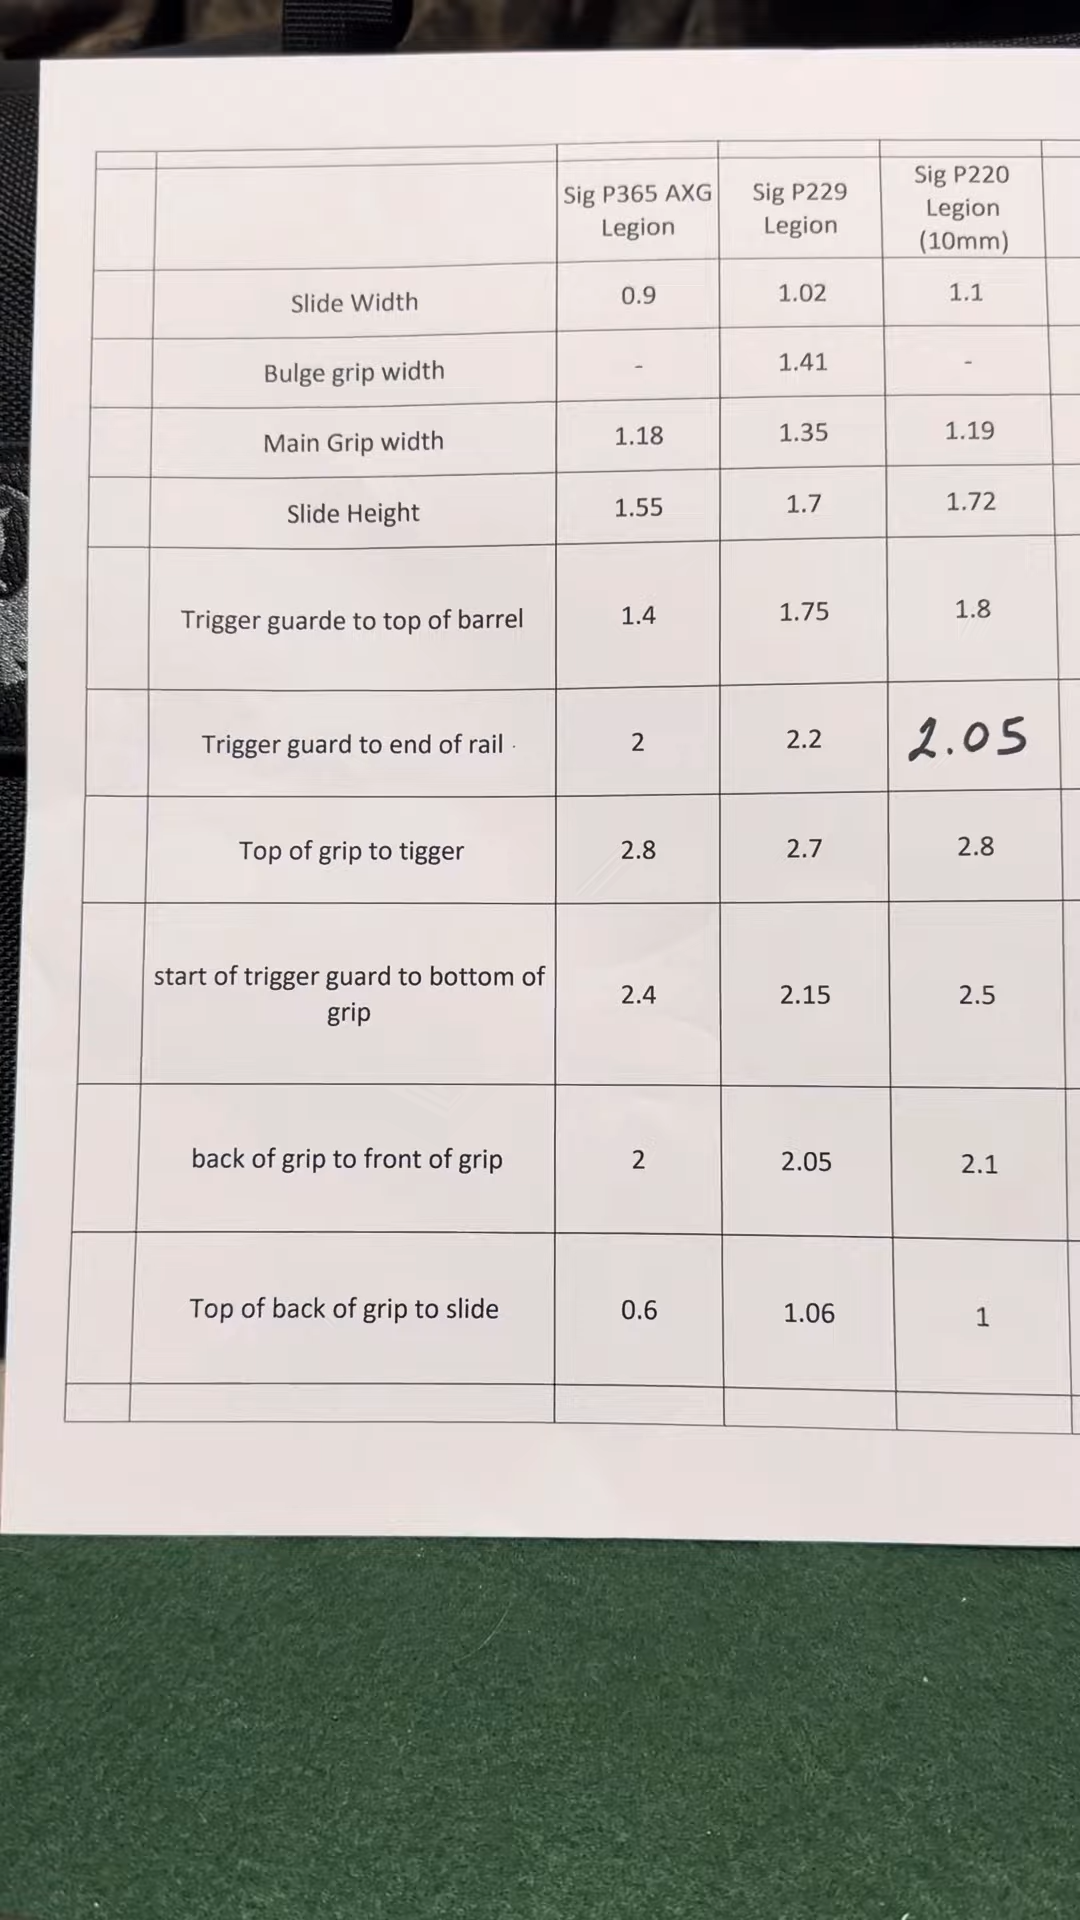 Sig P365 AXG Legion | Sig P229 Legion | Sig P220 Legion (10mm)
Slide Width | 0.9 | 1.02 | 1.1
Bulge grip width | - | 1.41 | -
Main Grip width | 1.18 | 1.35 | 1.19
Slide Height | 1.55 | 1.7 | 1.72
Trigger guarde to top of barrel | 1.4 | 1.75 | 1.8
Trigger guard to end of rail | 2 | 2.2 | 2.05
Top of grip to tigger | 2.8 | 2.7 | 2.8
start of trigger guard to bottom of grip | 2.4 | 2.15 | 2.5
back of grip to front of grip | 2 | 2.05 | 2.1
Top of back of grip to slide | 0.6 | 1.06 | 1